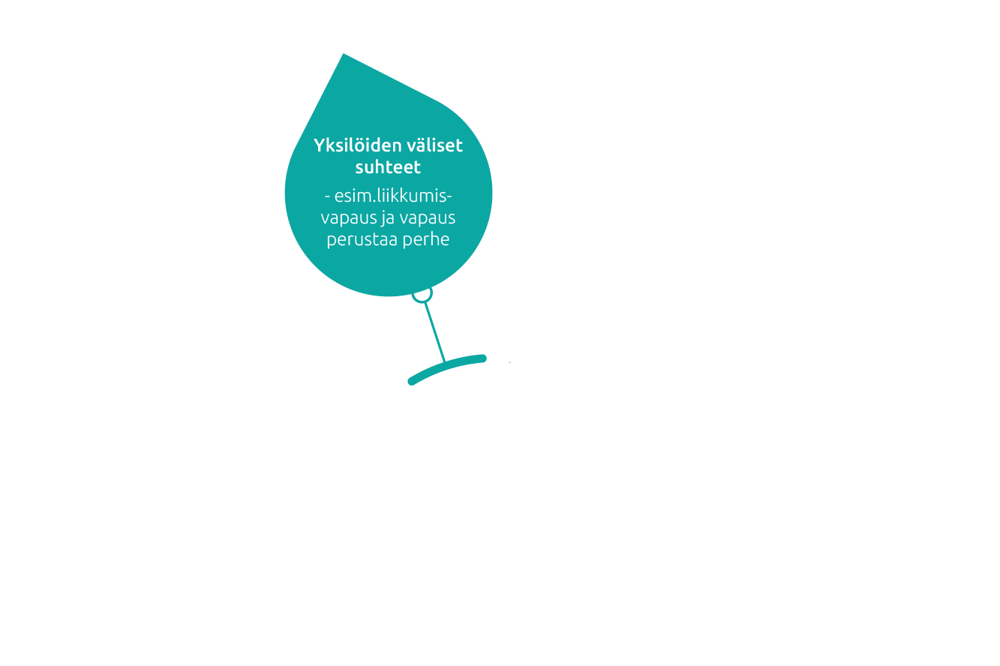 Yksilöiden väliset
suhteet
- esim.liikkumis-
vapaus ja vapaus
perustaa perhe